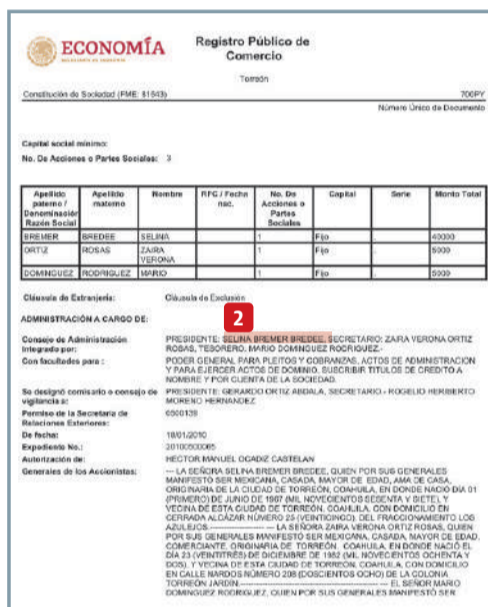 ECONOMÍA
Registro Público de
Comercio
Torreón
Constitución de Sociedad (FME: 81543)
700PY
Número Único de Documento
Capital social mínimo:
No. De Acciones o Partes Sociales: 3
Apellido paterno / Denominación Razón Social Apellido materno Nombre RFC / Fecha nac. No. De Acciones o Partes Sociales Capital Serie Monto Total
BREMER BREDEE SELINA 1 Fijo . 40000
ORTIZ ROSAS ZAIRA VERONA 1 Fijo . 5000
DOMINGUEZ RODRIGUEZ MARIO 1 Fijo . 5000
Cláusula de Extranjería: Cláusula de Exclusión
ADMINISTRACIÓN A CARGO DE:
2
Consejo de Administración PRESIDENTE: SELINA BREMER BREDEE, SECRETARIO: ZAIRA VERONA ORTIZ
integrado por: ROSAS, TESORERO, MARIO DOMINGUEZ RODRIGUEZ.-
Con facultades para : PODER GENERAL PARA PLEITOS Y COBRANZAS, ACTOS DE ADMINISTRACION
Y PARA EJERCER ACTOS DE DOMINIO. SUSCRIBIR TITULOS DE CREDITO A
NOMBRE Y POR CUENTA DE LA SOCIEDAD.
Se designó comisario o consejo de PRESIDENTE: GERARDO ORTIZ ABDALA, SECRETARIO - ROGELIO HERIBERTO
vigilancia a: MORENO HERNANDEZ
Permiso de la Secretaría de 0500139
Relaciones Exteriores:
De fecha: 18/01/2010
Expediente No.: 20100500065
Autorización de: HECTOR MANUEL OCADIZ CASTELAN
Generales de los Accionistas: --- LA SEÑORA SELINA BREMER BREDEE, QUIEN POR SUS GENERALES
MANIFESTÓ SER MEXICANA, CASADA, MAYOR DE EDAD, AMA DE CASA,
ORIGINARIA DE LA CIUDAD DE TORREÓN, COAHUILA, EN DONDE NACIÓ DÍA 01
(PRIMERO) DE JUNIO DE 1967 (MIL NOVECIENTOS SESENTA Y SIETE), Y
VECINA DE ESTA CIUDAD DE TORREÓN, COAHUILA, CON DOMICILIO EN
CERRADA ALCÁZAR NÚMERO 25 (VEINTICINCO), DEL FRACCIONAMIENTO LOS
AZULEJOS.---------------------- LA SEÑORA ZAIRA VERONA ORTIZ ROSAS, QUIEN
POR SUS GENERALES MANIFESTÓ SER MEXICANA, CASADA, MAYOR DE EDAD,
COMERCIANTE, ORIGINARIA DE TORREÓN, COAHUILA, EN DONDE NACIÓ EL
DÍA 23 (VEINTITRÉS) DE DICIEMBRE DE 1982 (MIL NOVECIENTOS OCHENTA Y
DOS), Y VECINA DE ESTA CIUDAD DE TORREÓN, COAHUILA, CON DOMICILIO
EN CALLE NARDOS NÚMERO 208 (DOSCIENTOS OCHO) DE LA COLONIA
TORREÓN JARDÍN.---------------------- EL SEÑOR MARIO
DOMINGUEZ RODRIGUEZ, QUIEN POR SUS GENERALES MANIFESTÓ SER